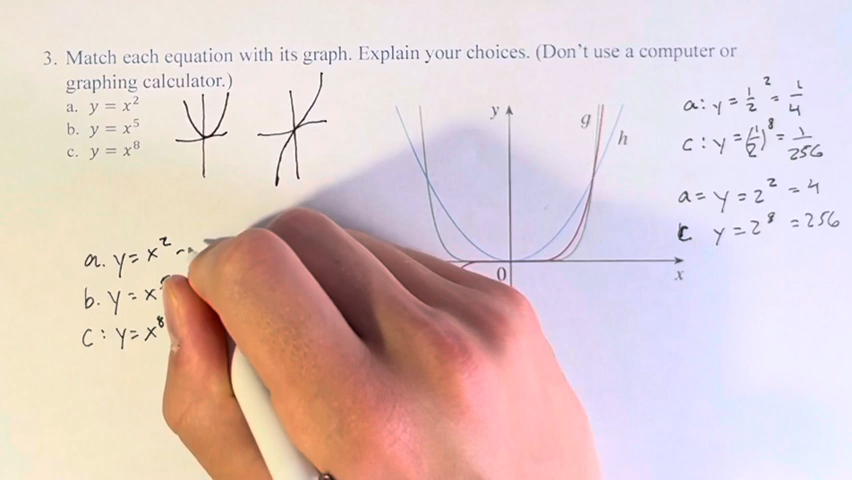 3. Match each equation with its graph. Explain your choices. (Don't use a computer or
graphing calculator.)
a. y = x²
b. y = x⁵
c. y = x⁸
y
g
h
0
x
a: y = 1/2² = 1/4
c: y = (1/2)⁸ = 1/256
a = y = 2² = 4
c y = 2⁸ = 256
a. y = x²
b. y = x
c: y = x⁸